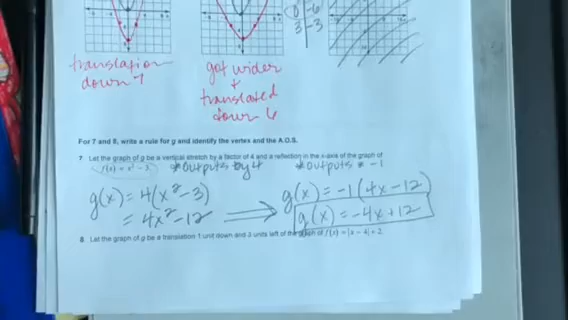 0 -6
3 -3
translation
down 7
got wider
+
translated
down 6
For 7 and 8, write a rule for g and identify the vertex and the A.O.S.
7. Let the graph of g be a vertical stretch by a factor of 4 and a reflection in the x-axis of the graph of
f(x) = x² − 3. *outputs by 4 *outputs * -1
g(x) = 4(x²-3) g(x) = -1(4x-12)
= 4x²-12 g(x) = -4x+12
8. Let the graph of g be a translation 1 unit down and 3 units left of the graph of f(x) = |x − 4| + 2.